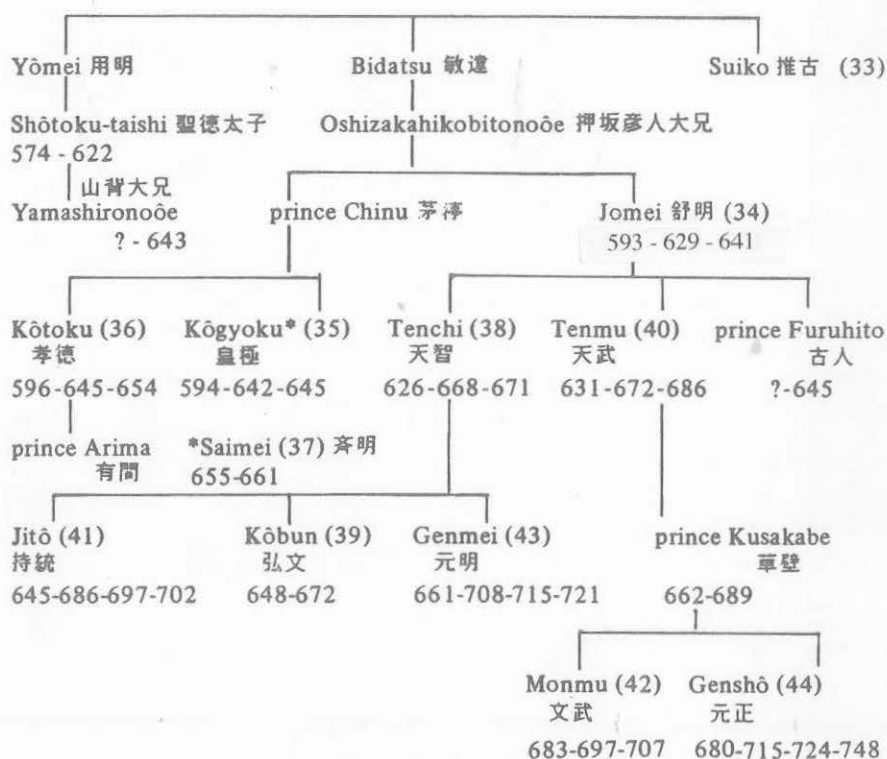 Yômei 用明 Bidatsu 敏達 Suiko 推古 (33)
Shôtoku-taishi 聖徳太子 Oshizakahikobitonoôe 押坂彦人大兄
574 - 622
山背大兄
Yamashironoôe prince Chinu 茅渟 Jomei 舒明 (34)
? - 643 593 - 629 - 641
Kôtoku (36) Kôgyoku* (35) Tenchi (38) Tenmu (40) prince Furuhito
孝徳 皇極 天智 天武 古人
596-645-654 594-642-645 626-668-671 631-672-686 ?-645
prince Arima *Saimei (37) 斉明
有間 655-661
Jitô (41) Kôbun (39) Genmei (43) prince Kusakabe
持統 弘文 元明 草壁
645-686-697-702 648-672 661-708-715-721 662-689
Monmu (42) Genshô (44)
文武 元正
683-697-707 680-715-724-748